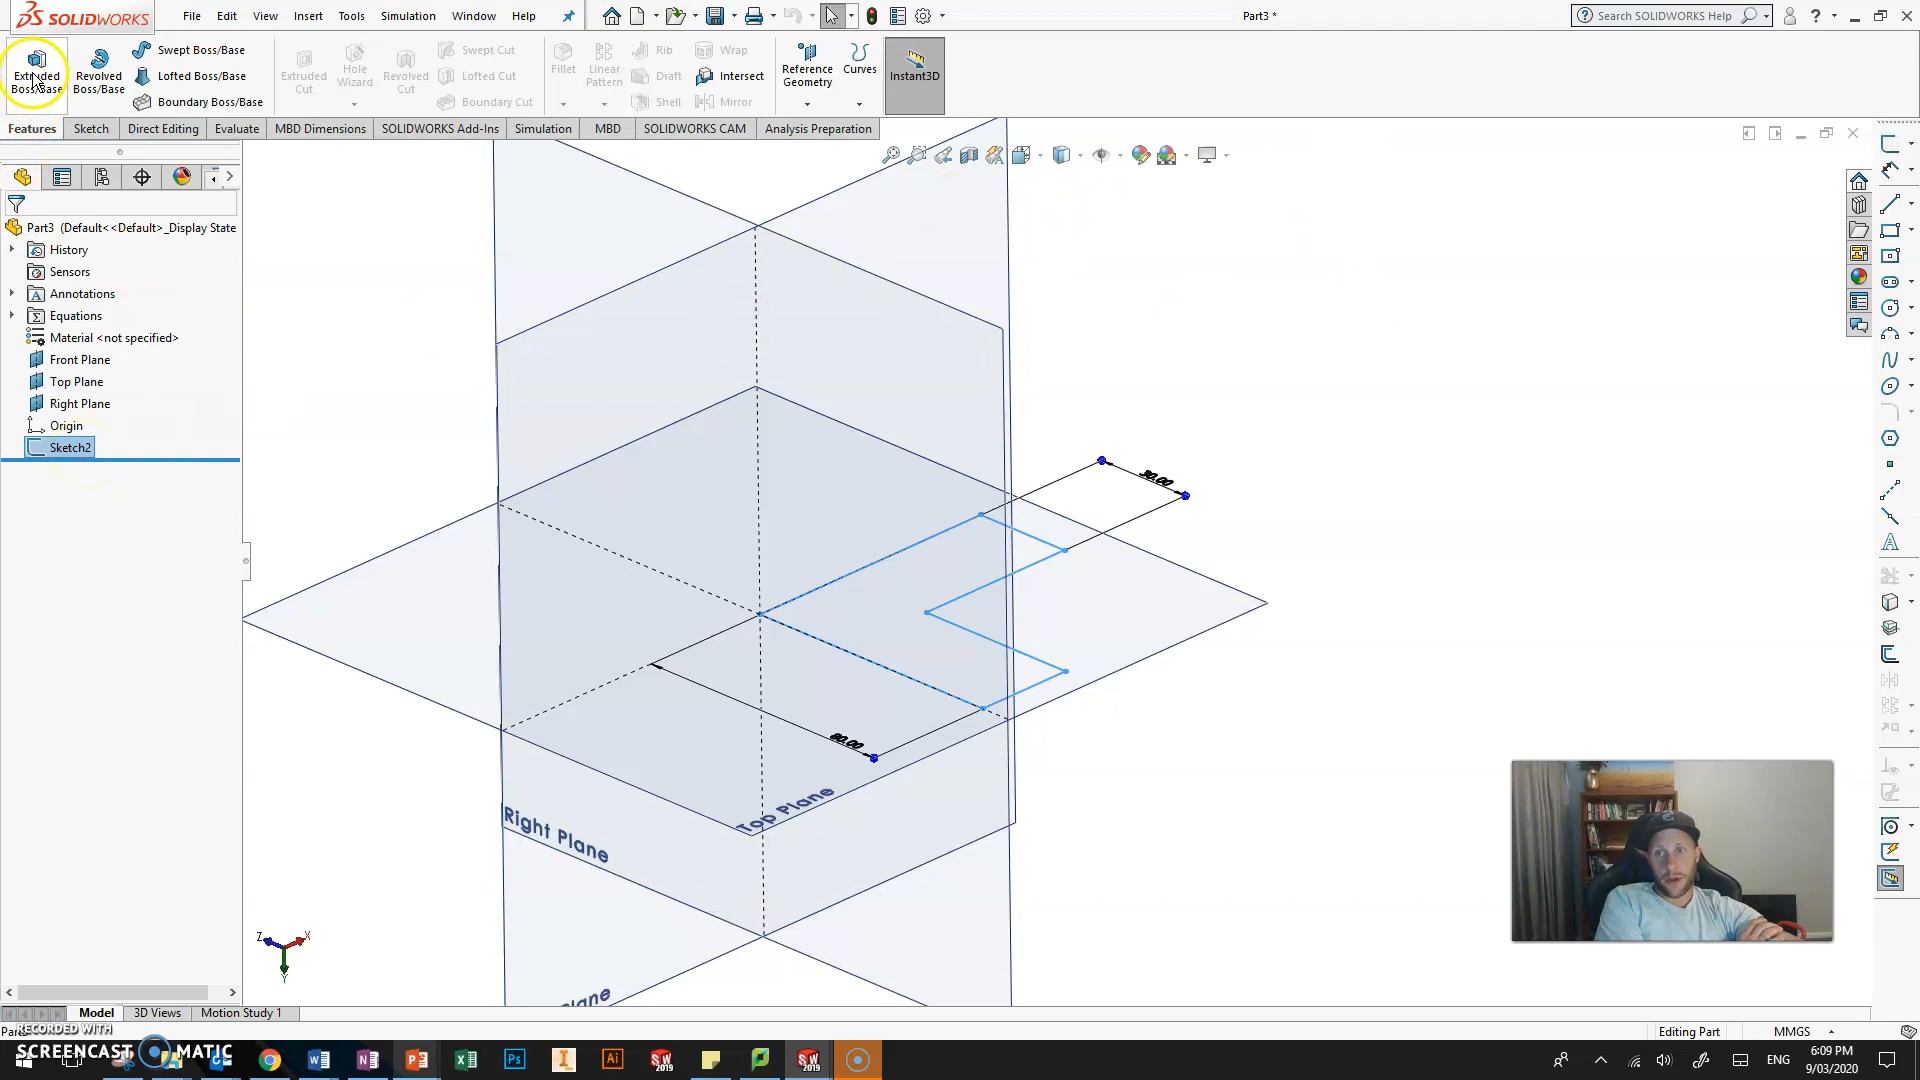 SOLIDWORKS
File Edit View Insert Tools Simulation Window Help
Part3 *
Search SOLIDWORKS Help
Extruded Boss/Base
Revolved Boss/Base
Swept Boss/Base
Lofted Boss/Base
Boundary Boss/Base
Extruded Cut
Hole Wizard
Revolved Cut
Swept Cut
Lofted Cut
Boundary Cut
Fillet
Linear Pattern
Rib
Draft
Shell
Wrap
Intersect
Mirror
Reference Geometry
Curves
Instant3D
Features Sketch Direct Editing Evaluate MBD Dimensions SOLIDWORKS Add-Ins Simulation MBD SOLIDWORKS CAM Analysis Preparation
Part3 (Default<<Default>_Display State
History
Sensors
Annotations
Equations
Material <not specified>
Front Plane
Top Plane
Right Plane
Origin
Sketch2
30.00
80.00
Top Plane
Right Plane
Z X
Y
Model 3D Views Motion Study 1
RECORDED WITH
SCREENCAST MATIC
Editing Part MMGS
ENG
6:09 PM
9/03/2020